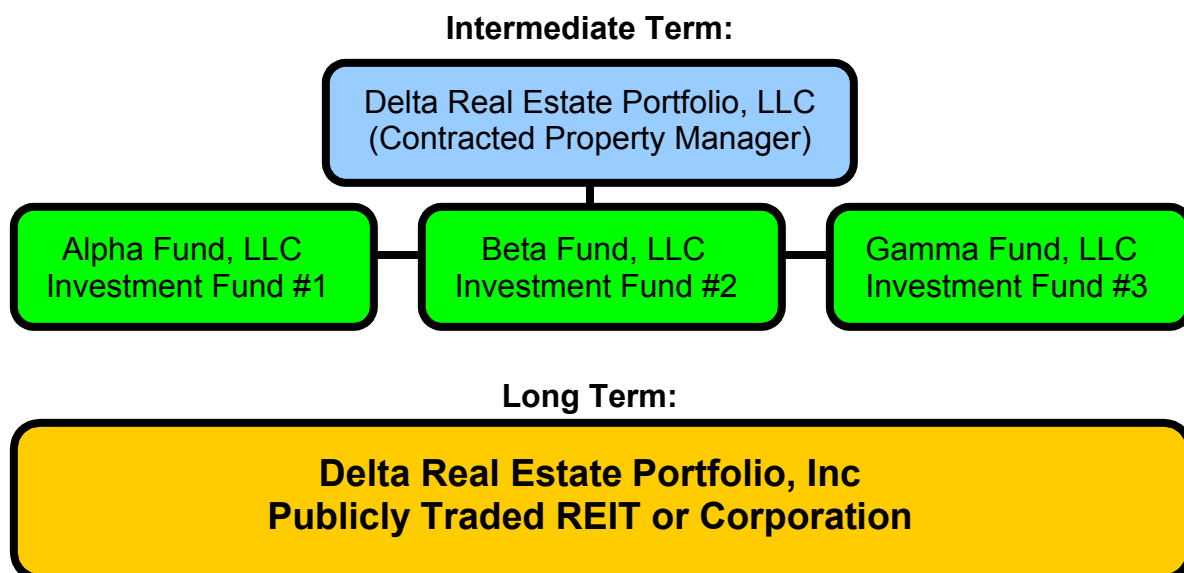 Intermediate Term:
Delta Real Estate Portfolio, LLC
(Contracted Property Manager)
Alpha Fund, LLC
Investment Fund #1
Beta Fund, LLC
Investment Fund #2
Gamma Fund, LLC
Investment Fund #3
Long Term:
Delta Real Estate Portfolio, Inc
Publicly Traded REIT or Corporation